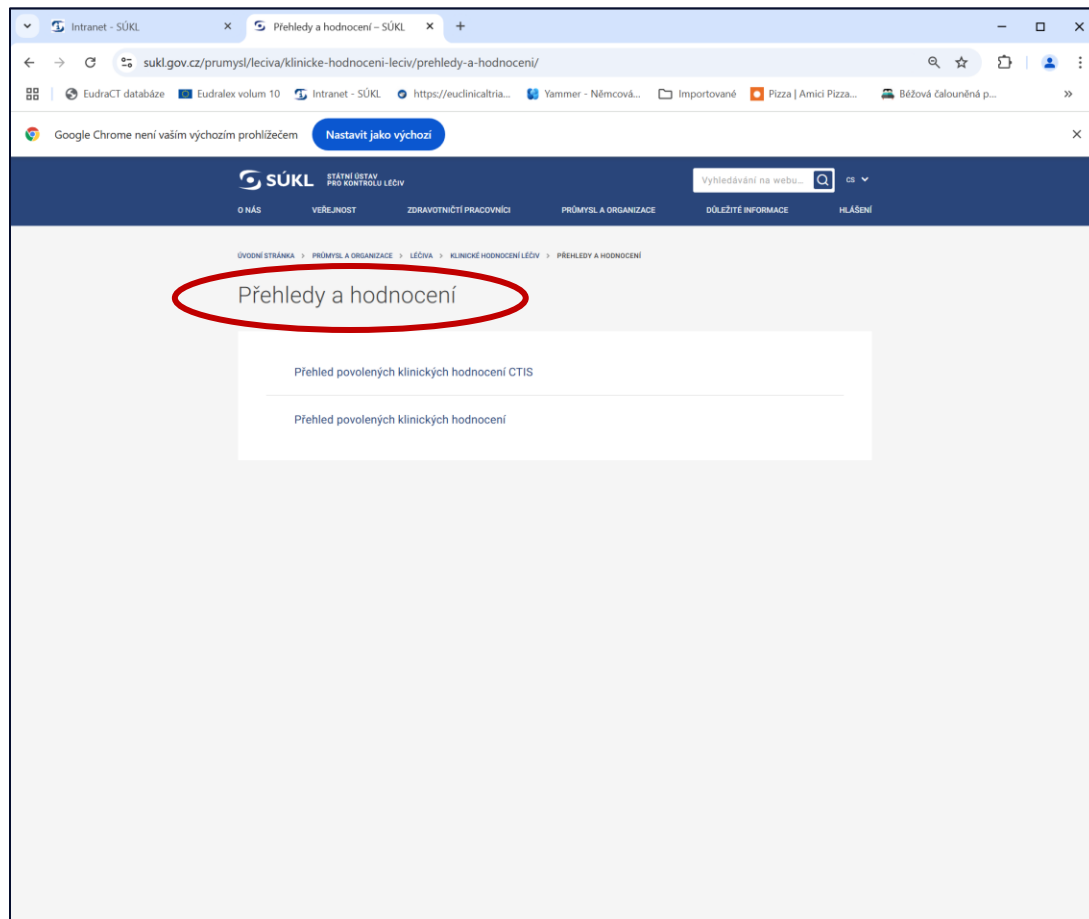 Intranet - SÚKL
Přehledy a hodnocení – SÚKL
sukl.gov.cz/prumysl/leciva/klinicke-hodnoceni-leciv/prehledy-a-hodnoceni/
EudraCT databáze Eudralex volum 10 Intranet - SÚKL https://euclinicaltria... Yammer - Němcová... Importované Pizza | Amici Pizza... Béžová čalouněná p...
Google Chrome není vaším výchozím prohlížečem Nastavit jako výchozí
SÚKL STÁTNÍ ÚSTAV
PRO KONTROLU LÉČIV
Vyhledávání na webu... cs
O NÁS VEŘEJNOST ZDRAVOTNIČTÍ PRACOVNÍCI PRŮMYSL A ORGANIZACE DŮLEŽITÉ INFORMACE HLÁŠENÍ
ÚVODNÍ STRÁNKA > PRŮMYSL A ORGANIZACE > LÉČIVA > KLINICKÉ HODNOCENÍ LÉČIV > PŘEHLEDY A HODNOCENÍ
Přehledy a hodnocení
Přehled povolených klinických hodnocení CTIS
Přehled povolených klinických hodnocení